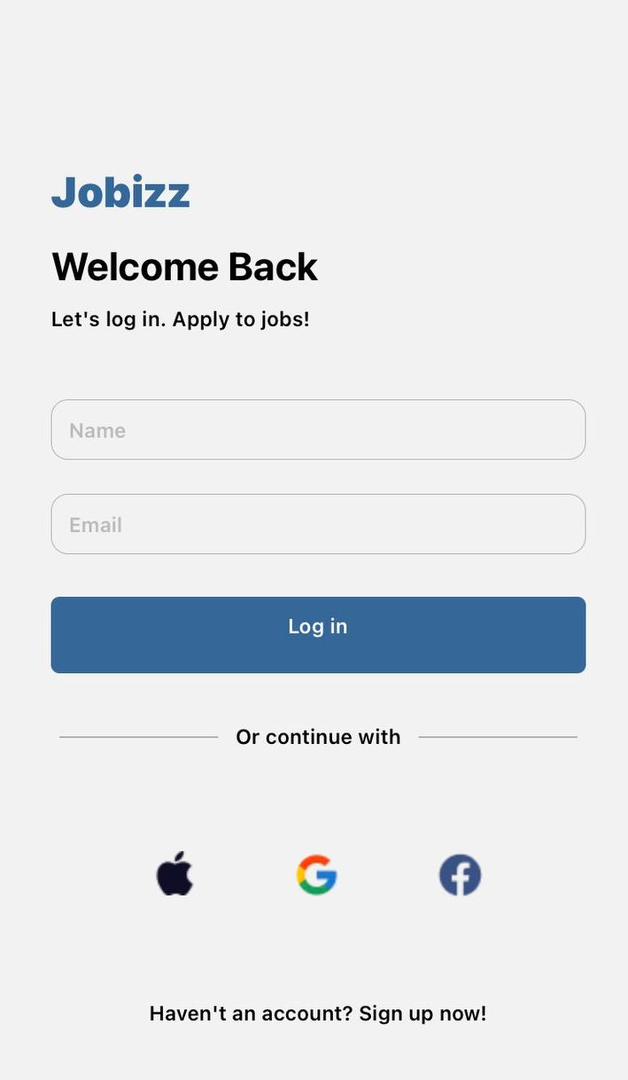 Jobizz
Welcome Back
Let's log in. Apply to jobs!
Name
Email
Log in
Or continue with
Haven't an account? Sign up now!